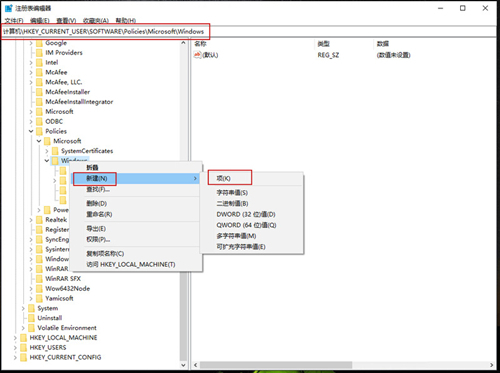 注册表编辑器
文件(F) 编辑(E) 查看(V) 收藏夹(A) 帮助(H)
计算机\HKEY_CURRENT_USER\SOFTWARE\Policies\Microsoft\Windows
名称 类型 数据
Google
IM Providers
Intel
McAfee
McAfee, LLC.
McAfeeInstaller
McAfeeInstallIntegrator
Microsoft
ODBC
Policies
Microsoft
SystemCertificates
Windows
Power
Realtek
Register
SyncEng
Sysintern
Window
WinRAR
WinRAR SFX
Wow6432Node
Yamicsoft
System
Uninstall
Volatile Environment
HKEY_LOCAL_MACHINE
HKEY_USERS
HKEY_CURRENT_CONFIG
(默认) REG_SZ (数值未设置)
折叠
新建(N)
查找(F)...
删除(D)
重命名(R)
导出(E)
权限(P)...
复制项名称(C)
访问 HKEY_LOCAL_MACHINE(T)
项(K)
字符串值(S)
二进制值(B)
DWORD (32 位)值(D)
QWORD (64 位)值(Q)
多字符串值(M)
可扩充字符串值(E)